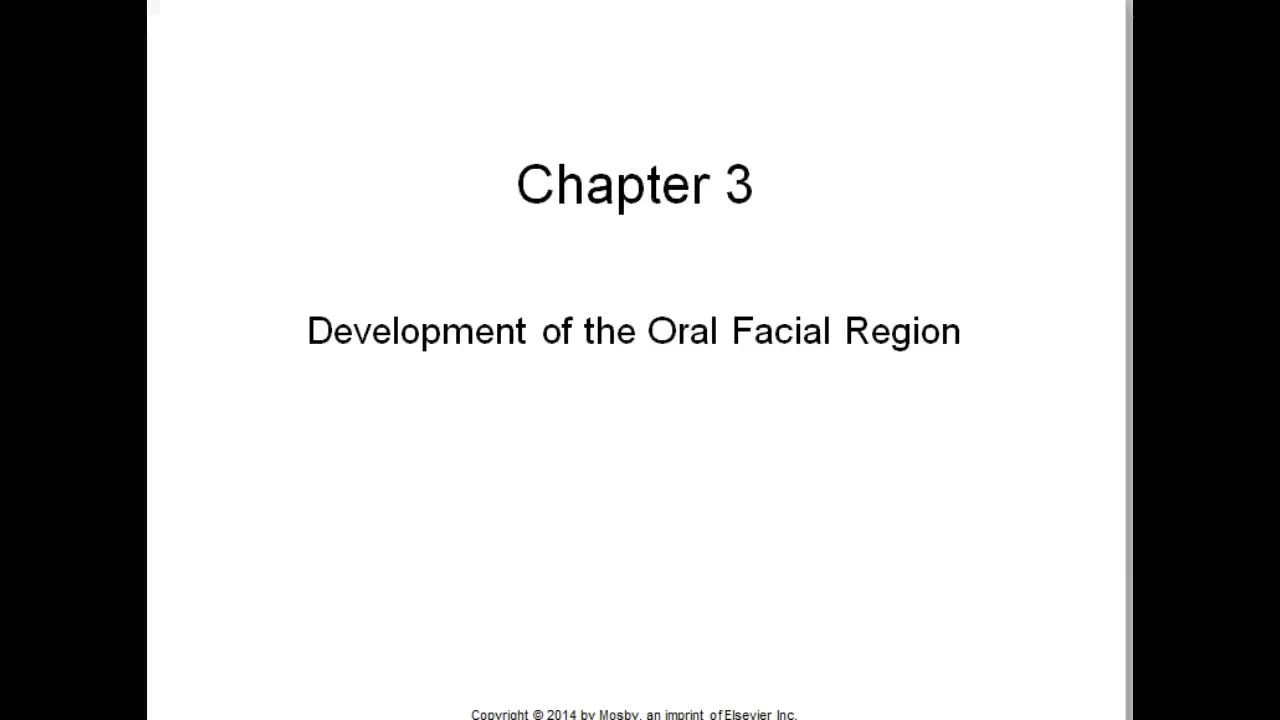 Chapter 3
Development of the Oral Facial Region
Copyright © 2014 by Mosby, an imprint of Elsevier Inc.